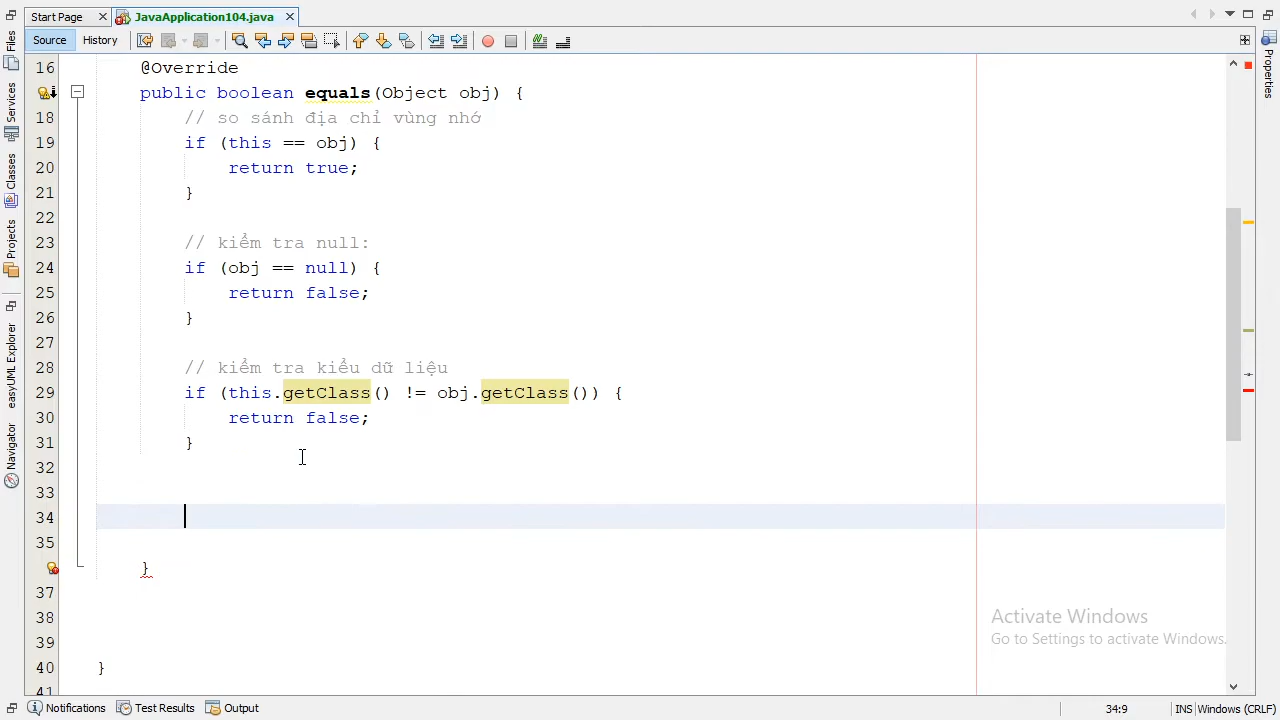 Start Page
JavaApplication104.java
Source
History
16 @Override
public boolean equals(Object obj) {
18 // so sánh địa chỉ vùng nhớ
19 if (this == obj) {
20 return true;
21 }
22
23 // kiểm tra null:
24 if (obj == null) {
25 return false;
26 }
27
28 // kiểm tra kiểu dữ liệu
29 if (this.getClass() != obj.getClass()) {
30 return false;
31 }
32
33
34
35
}
37
38
39
40 }
41
Files
Services
Classes
Projects
easyUML Explorer
Navigator
Properties
Activate Windows
Go to Settings to activate Windows.
Notifications
Test Results
Output
34:9
INS
Windows (CRLF)